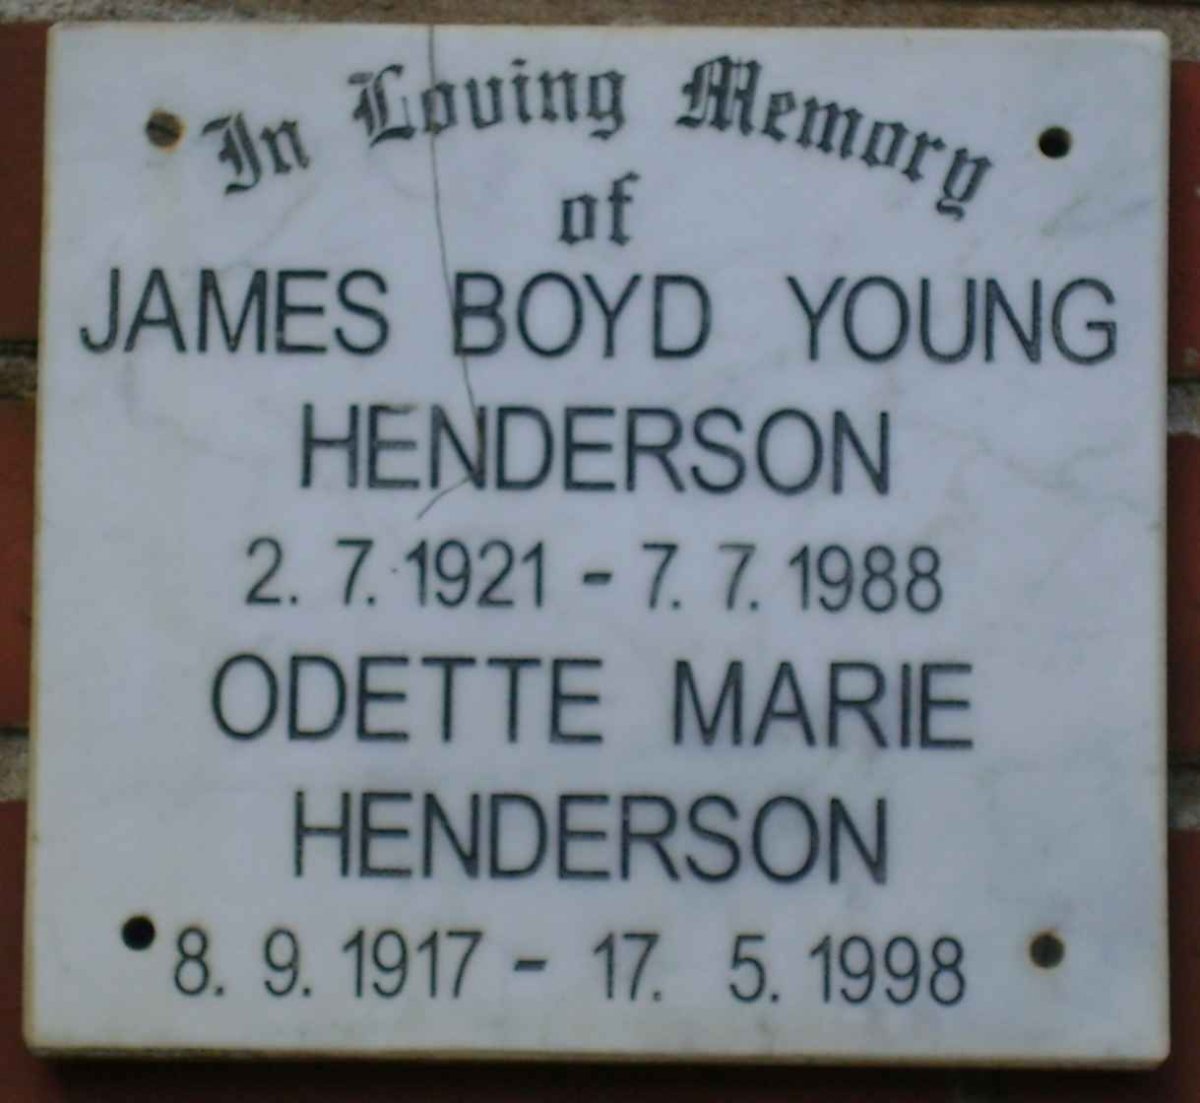 In Loving Memory
of
JAMES BOYD YOUNG
HENDERSON
2. 7. 1921 - 7. 7. 1988
ODETTE MARIE
HENDERSON
8. 9. 1917 - 17. 5. 1998